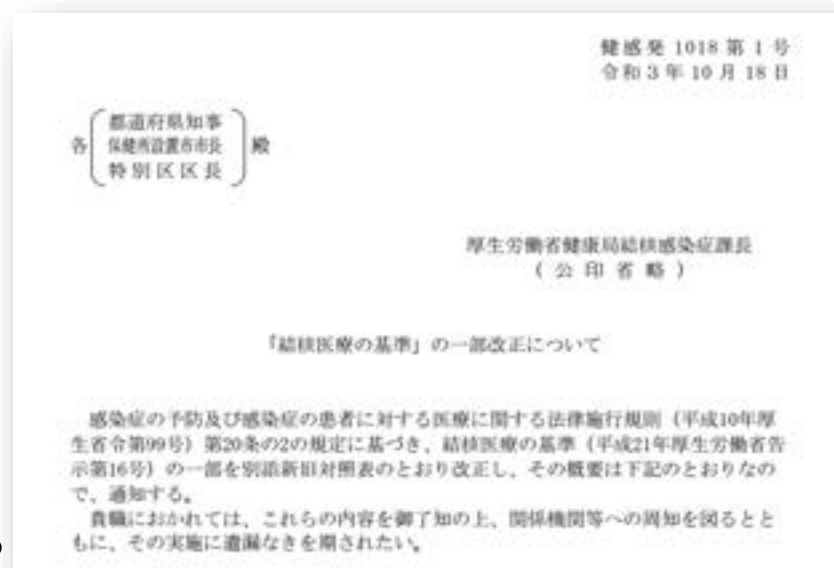 健感発 1018 第 1 号
令和 3 年 10 月 18 日
各 都道府県知事 殿
保健所設置市市長
特別区区長
厚生労働省健康局結核感染症課長
( 公 印 省 略 )
「結核医療の基準」の一部改正について
感染症の予防及び感染症の患者に対する医療に関する法律施行規則(平成10年厚
生省令第99号)第20条の2の規定に基づき、結核医療の基準(平成21年厚生労働省告
示第16号)の一部を別添新旧対照表のとおり改正し、その概要は下記のとおりなの
で、通知する。
貴職におかれては、これらの内容を御了知の上、関係機関等への周知を図るとと
もに、その実施に遺漏なきを期されたい。